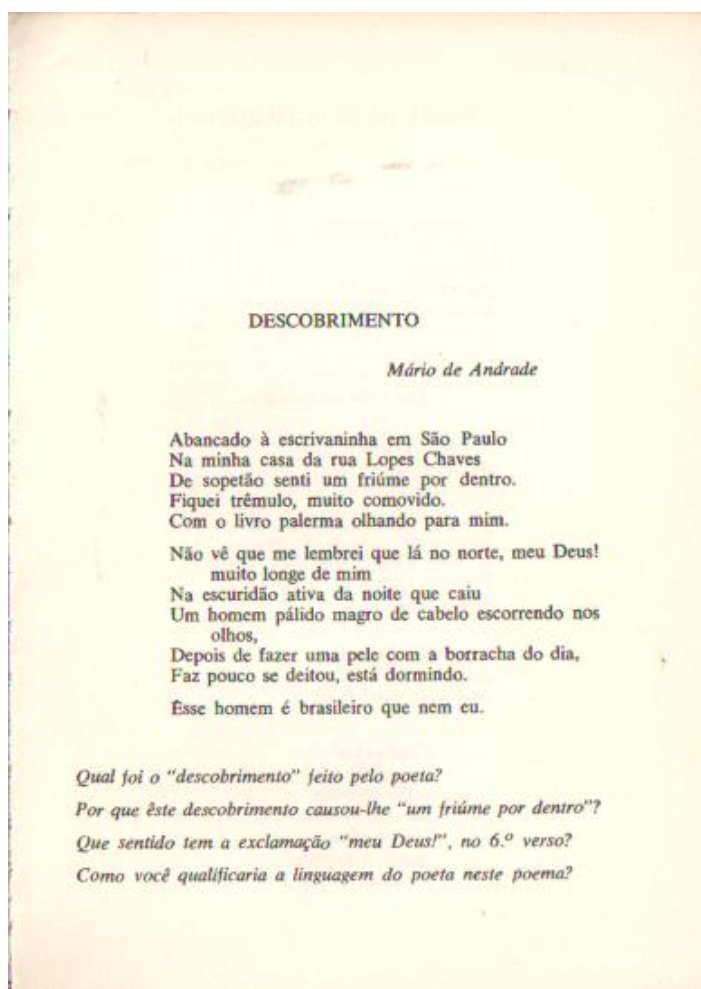 DESCOBRIMENTO
Mário de Andrade
Abancado à escrivaninha em São Paulo
Na minha casa da rua Lopes Chaves
De sopetão senti um friúme por dentro.
Fiquei trêmulo, muito comovido.
Com o livro palerma olhando para mim.
Não vê que me lembrei que lá no norte, meu Deus!
muito longe de mim
Na escuridão ativa da noite que caiu
Um homem pálido magro de cabelo escorrendo nos
olhos,
Depois de fazer uma pele com a borracha do dia,
Faz pouco se deitou, está dormindo.
Êsse homem é brasileiro que nem eu.
Qual foi o "descobrimento" feito pelo poeta?
Por que êste descobrimento causou-lhe "um friúme por dentro"?
Que sentido tem a exclamação "meu Deus!", no 6.º verso?
Como você qualificaria a linguagem do poeta neste poema?